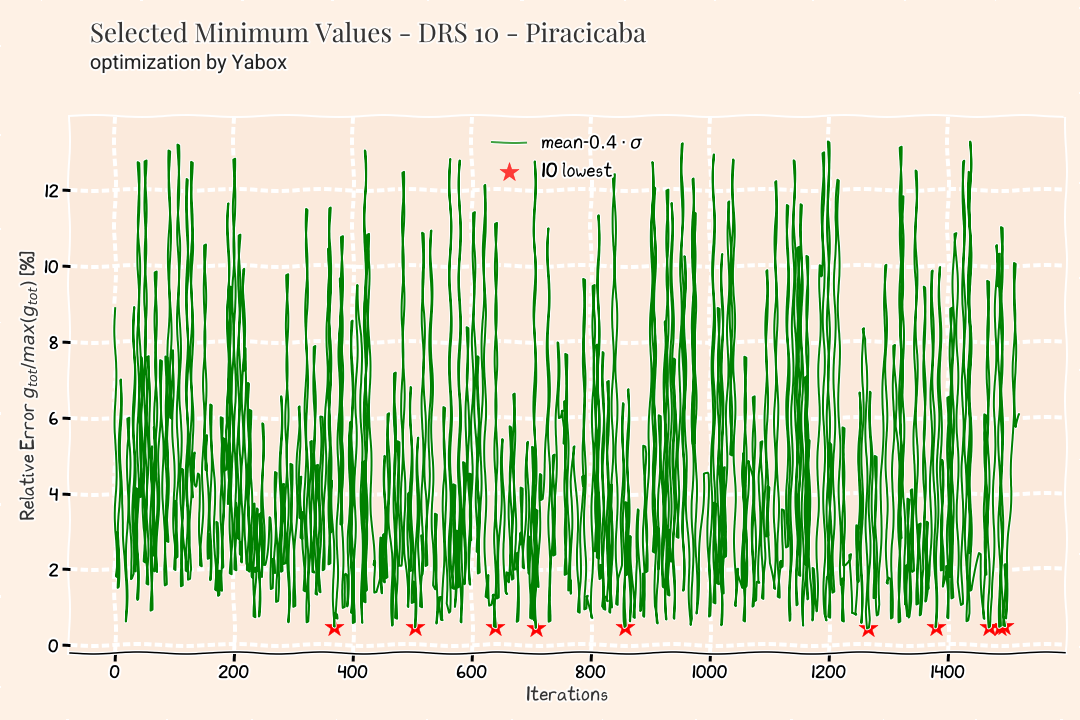 Selected Minimum Values - DRS 10 - Piracicaba
optimization by Yabox
mean-0.4 · σ
10 lowest
Relative Error g_tot/max(g_tot) [%]
12
10
8
6
4
2
0
0 200 400 600 800 1000 1200 1400
Iterations